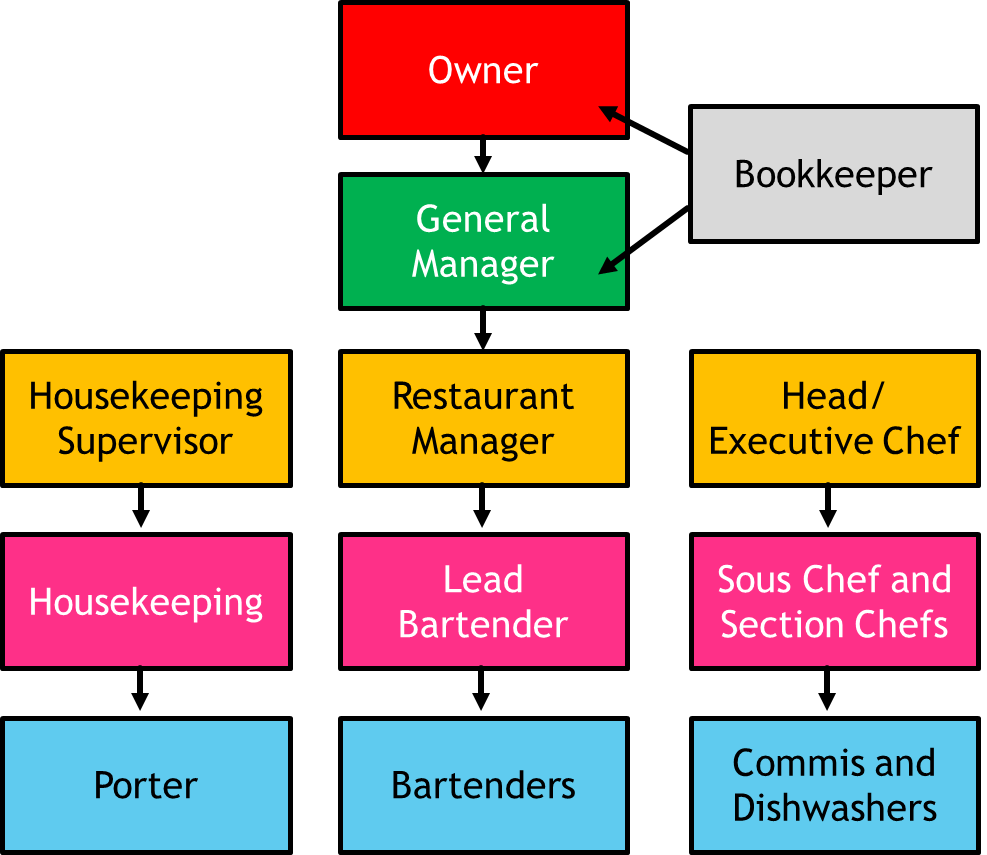 Owner
Bookkeeper
General
Manager
Housekeeping
Supervisor
Restaurant
Manager
Head/
Executive Chef
Housekeeping
Lead
Bartender
Sous Chef and
Section Chefs
Porter
Bartenders
Commis and
Dishwashers